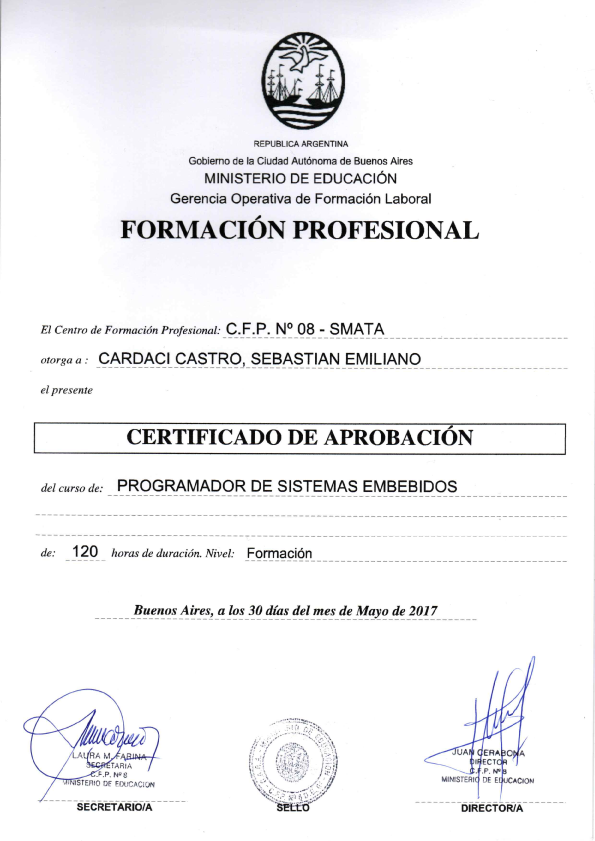 REPUBLICA ARGENTINA
Gobierno de la Ciudad Autónoma de Buenos Aires
MINISTERIO DE EDUCACIÓN
Gerencia Operativa de Formación Laboral
FORMACIÓN PROFESIONAL
El Centro de Formación Profesional: C.F.P. Nº 08 - SMATA
otorga a : CARDACI CASTRO, SEBASTIAN EMILIANO
el presente
CERTIFICADO DE APROBACIÓN
del curso de: PROGRAMADOR DE SISTEMAS EMBEBIDOS
de: 120 horas de duración. Nivel: Formación
Buenos Aires, a los 30 días del mes de Mayo de 2017
LAURA M. FARINA
SECRETARIA
C.F.P. Nº 8
MINISTERIO DE EDUCACION
SECRETARIO/A
SELLO
JUAN CERABONA
DIRECTOR
C.F.P. Nº 8
MINISTERIO DE EDUCACION
DIRECTOR/A